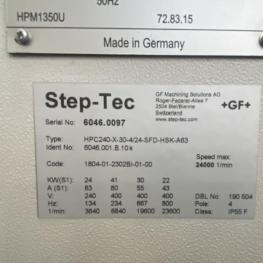 50HZ
HPM1350U 72.83.15
Made in Germany
Step-Tec
GF Machining Solutions AG
Roger-Federer-Allee 7
2504 Biel/Bienne
Switzerland
www.step-tec.com
+GF+
Serial No: 6046.0097
Type: HPC240-X-30-4/24-SFD-HSK-A63
Ident No: 6046.001.B.10k
Code: 1804-01-2302BI-01-00
Speed max:
24000 1/min
KW(S1): 24 41 30 22
A (S1): 63 80 55 43
V: 240 400 400 400 DBL No: 190 504
Hz: 134 234 667 800 Pole: 4
1/min: 3840 6840 19600 23600 Class: IP55 F